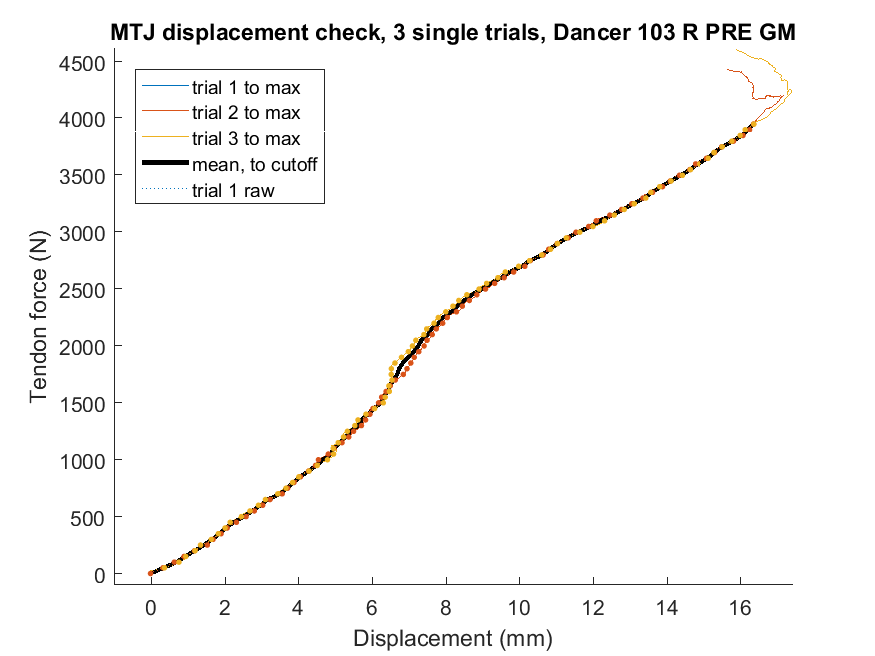 MTJ displacement check, 3 single trials, Dancer 103 R PRE GM
4500
4000
3500
3000
2500
2000
1500
1000
500
0
Tendon force (N)
trial 1 to max
trial 2 to max
trial 3 to max
mean, to cutoff
trial 1 raw
0 2 4 6 8 10 12 14 16
Displacement (mm)